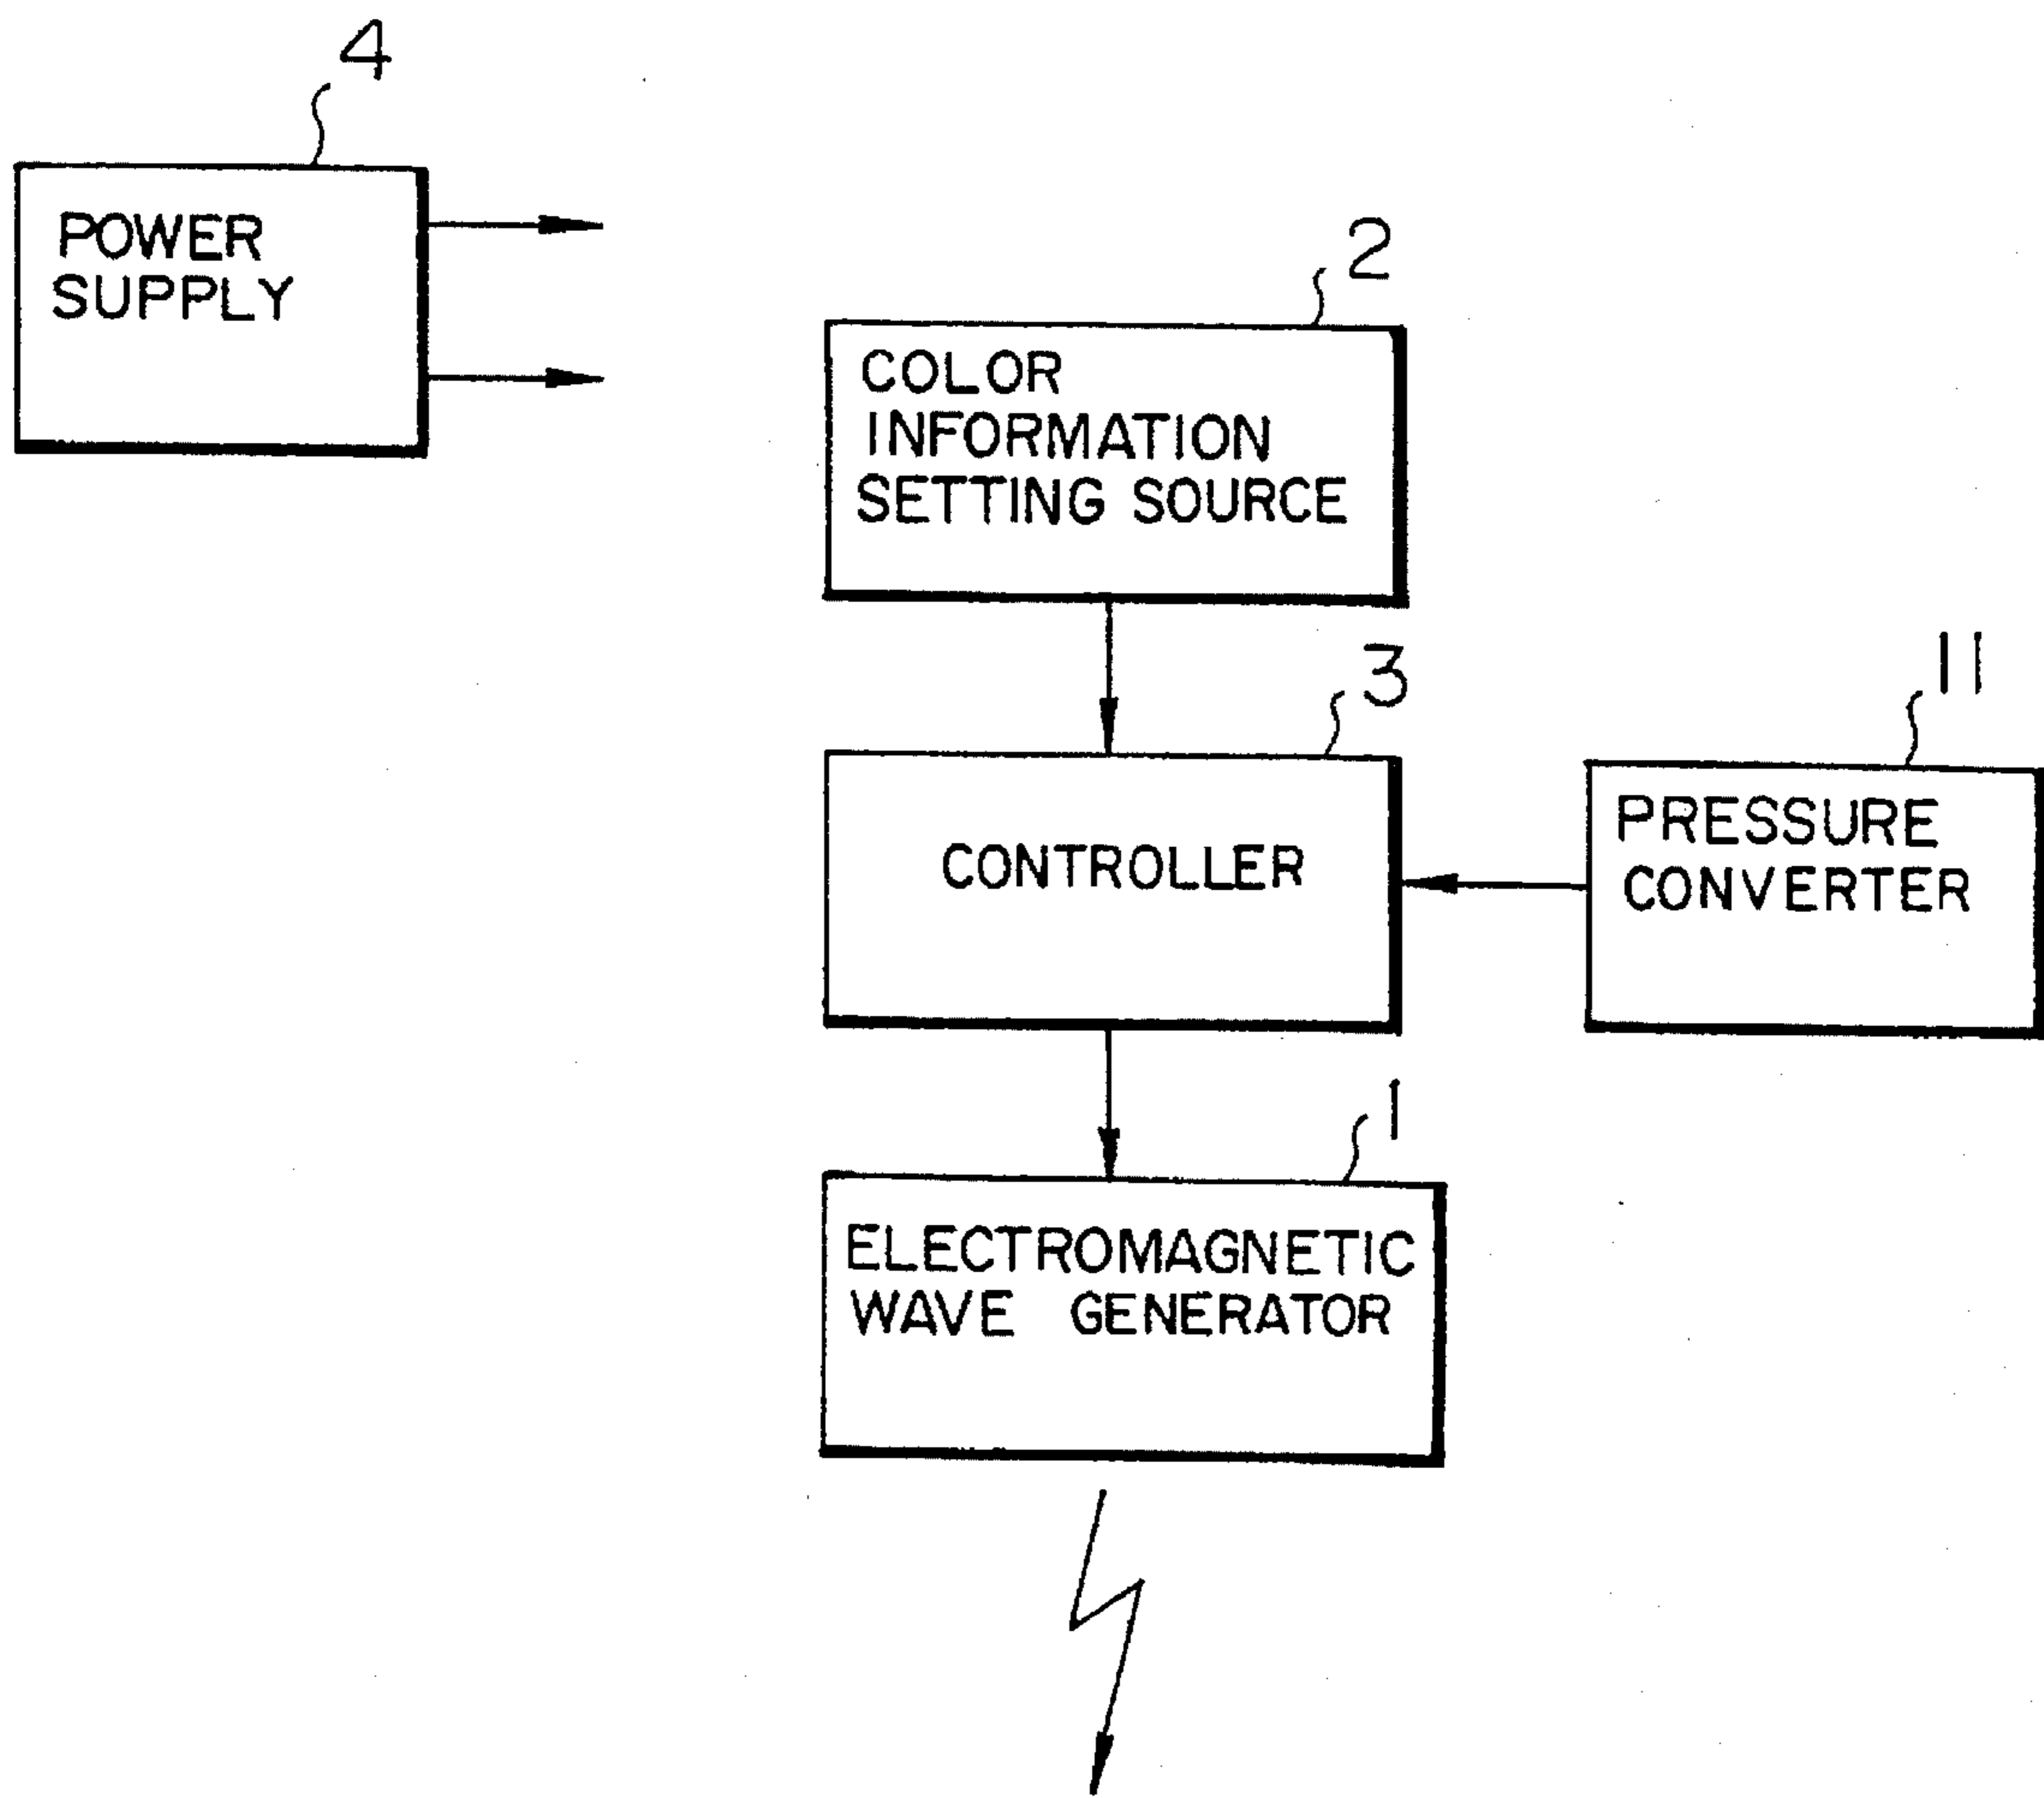 4
POWER
SUPPLY
2
COLOR
INFORMATION
SETTING SOURCE
3
CONTROLLER
11
PRESSURE
CONVERTER
1
ELECTROMAGNETIC
WAVE GENERATOR